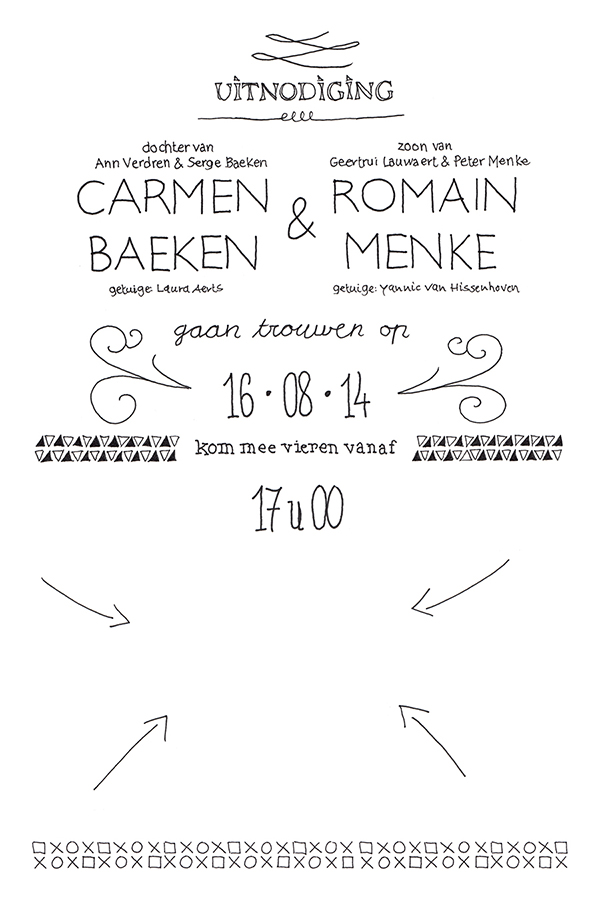 UITNODIGING
dochter van
Ann Verdren & Serge Baeken
CARMEN
BAEKEN
getuige: Laura Aerts
&
zoon van
Geertrui Lauwaert & Peter Menke
ROMAIN
MENKE
getuige: Yannic Van Hissenhoven
gaan trouwen op
16 • 08 • 14
kom mee vieren vanaf
17 u 00